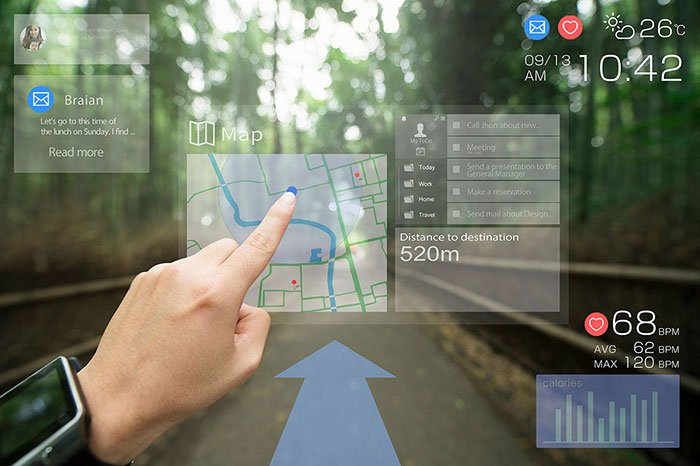 Braian
Let's go to this time of
the lunch on Sunday. I find ...
Read more
Map
My ToDo
Today
Work
Home
Travel
Call Jhon about new...
Meeting
Send a presentation to the
General Manager
Make a reservation
Send mail about Design...
Distance to destination
520m
26℃
09/13
AM
10:42
68 BPM
AVG 62 BPM
MAX 120 BPM
calories